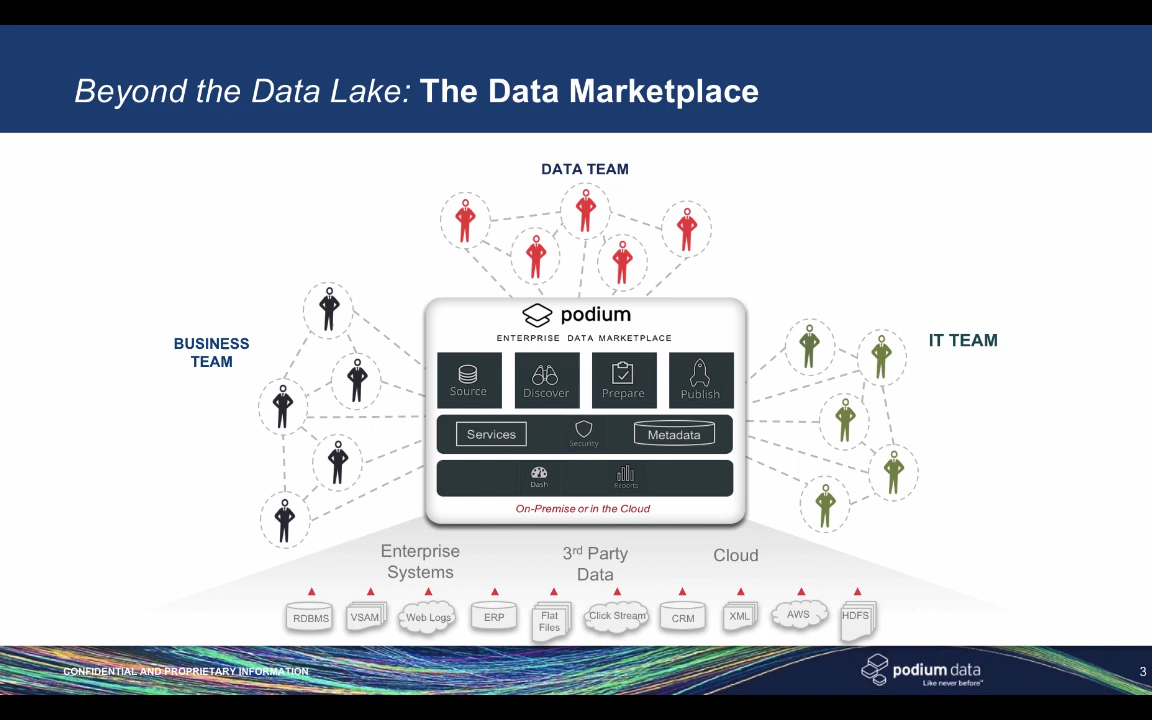 Beyond the Data Lake: The Data Marketplace
DATA TEAM
BUSINESS
TEAM
IT TEAM
podium
ENTERPRISE DATA MARKETPLACE
Source
Discover
Prepare
Publish
Services
Security
Metadata
Dash
Reports
On-Premise or in the Cloud
Enterprise
Systems
3rd Party
Data
Cloud
RDBMS
VSAM
Web Logs
ERP
Flat
Files
Click Stream
CRM
XML
AWS
HDFS
CONFIDENTIAL AND PROPRIETARY INFORMATION
podium data
Like never before™
3